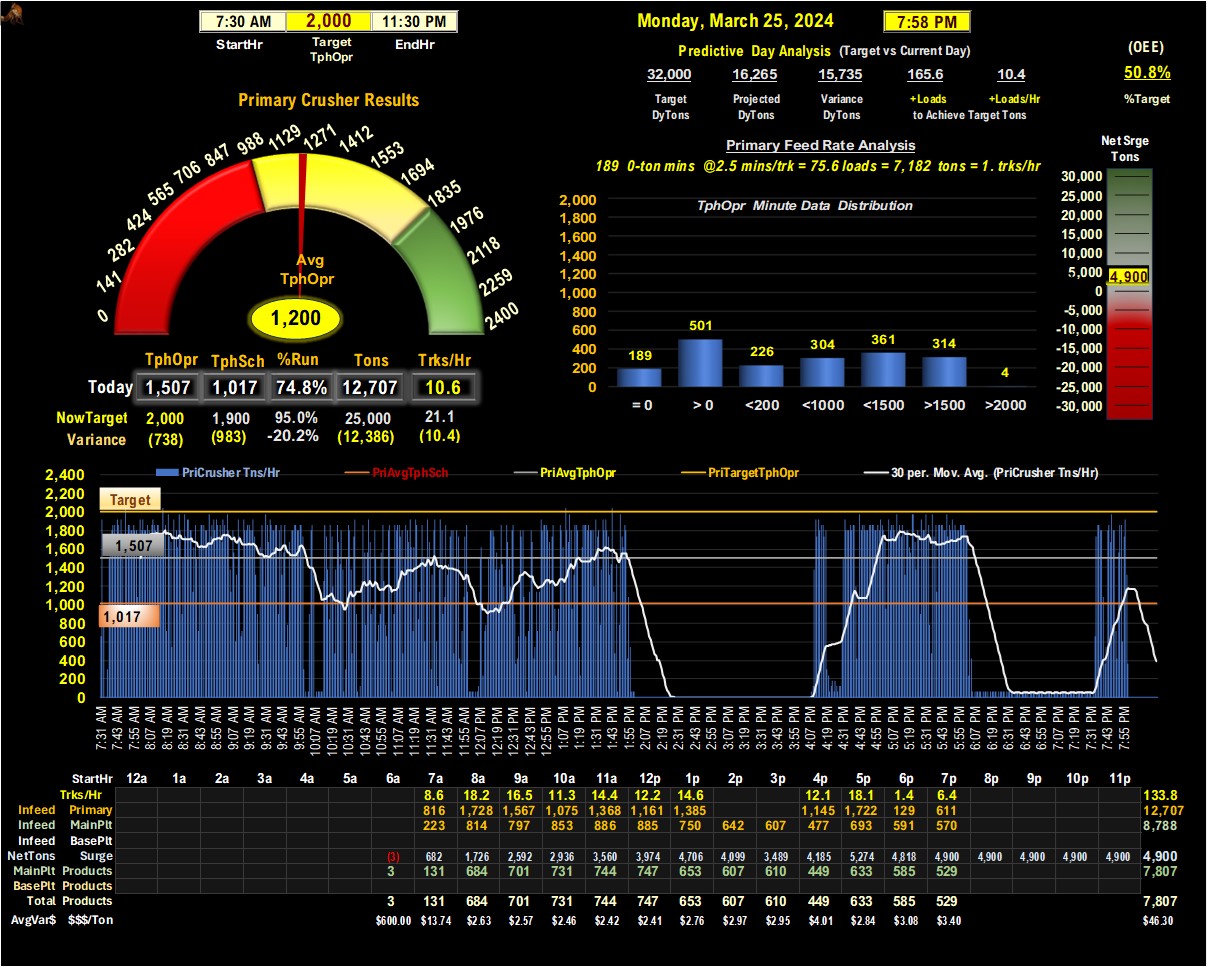 7:30 AM 2,000 11:30 PM
StartHr Target TphOpr EndHr
Monday, March 25, 2024 7:58 PM
Predictive Day Analysis (Target vs Current Day)
(OEE)
32,000 16,265 15,735 165.6 10.4
50.8%
Target DyTons Projected DyTons Variance DyTons +Loads +Loads/Hr
to Achieve Target Tons
%Target
Primary Crusher Results
0 141 282 424 565 706 847 988 1129 1271 1412 1553 1694 1835 1976 2118 2259 2400
Avg
TphOpr
1,200
TphOpr TphSch %Run Tons Trks/Hr
Today 1,507 1,017 74.8% 12,707 10.6
NowTarget 2,000 1,900 95.0% 25,000 21.1
Variance (738) (983) -20.2% (12,386) (10.4)
Primary Feed Rate Analysis
189 0-ton mins @2.5 mins/trk = 75.6 loads = 7,182 tons = 1. trks/hr
TphOpr Minute Data Distribution
2,000
1,800
1,600
1,400
1,200
1,000
800
600
400
200
0
189 501 226 304 361 314 4
= 0 > 0 <200 <1000 <1500 >1500 >2000
Net Srge
Tons
30,000
25,000
20,000
15,000
10,000
5,000
4,900
0
-5,000
-10,000
-15,000
-20,000
-25,000
-30,000
PriCrusher Tns/Hr PriAvgTphSch PriAvgTphOpr PriTargetTphOpr 30 per. Mov. Avg. (PriCrusher Tns/Hr)
2,400
2,200
2,000
1,800
1,600
1,400
1,200
1,000
800
600
400
200
0
Target
1,507
1,017
7:31 AM 7:43 AM 7:55 AM 8:07 AM 8:19 AM 8:31 AM 8:43 AM 8:55 AM 9:07 AM 9:19 AM 9:31 AM 9:43 AM 9:55 AM 10:07 AM 10:19 AM 10:31 AM 10:43 AM 10:55 AM 11:07 AM 11:19 AM 11:31 AM 11:43 AM 11:55 AM 12:07 PM 12:19 PM 12:31 PM 12:43 PM 12:55 PM 1:07 PM 1:19 PM 1:31 PM 1:43 PM 1:55 PM 2:07 PM 2:19 PM 2:31 PM 2:43 PM 2:55 PM 3:07 PM 3:19 PM 3:31 PM 3:43 PM 3:55 PM 4:07 PM 4:19 PM 4:31 PM 4:43 PM 4:55 PM 5:07 PM 5:19 PM 5:31 PM 5:43 PM 5:55 PM 6:07 PM 6:19 PM 6:31 PM 6:43 PM 6:55 PM 7:07 PM 7:19 PM 7:31 PM 7:43 PM 7:55 PM
StartHr 12a 1a 2a 3a 4a 5a 6a 7a 8a 9a 10a 11a 12p 1p 2p 3p 4p 5p 6p 7p 8p 9p 10p 11p
Trks/Hr 8.6 18.2 16.5 11.3 14.4 12.2 14.6 12.1 18.1 1.4 6.4 133.8
Infeed Primary 816 1,728 1,567 1,075 1,368 1,161 1,385 1,145 1,722 129 611 12,707
Infeed MainPlt 223 814 797 853 886 885 750 642 607 477 693 591 570 8,788
Infeed BasePlt
NetTons Surge (3) 682 1,726 2,592 2,936 3,560 3,974 4,706 4,099 3,489 4,185 5,274 4,818 4,900 4,900 4,900 4,900 4,900 4,900
MainPlt Products 3 131 684 701 731 744 747 653 607 610 449 633 585 529 7,807
BasePlt Products
Total Products 3 131 684 701 731 744 747 653 607 610 449 633 585 529 7,807
AvgVar$ $$$/Ton $600.00 $13.74 $2.63 $2.57 $2.46 $2.42 $2.41 $2.76 $2.97 $2.95 $4.01 $2.84 $3.08 $3.40 $46.30